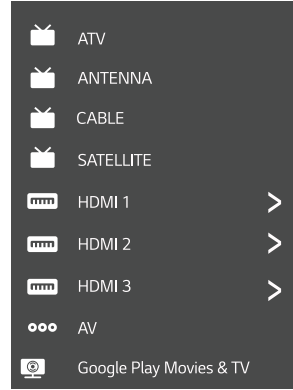 ATV
ANTENNA
CABLE
SATELLITE
HDMI 1
HDMI 2
HDMI 3
AV
Google Play Movies & TV